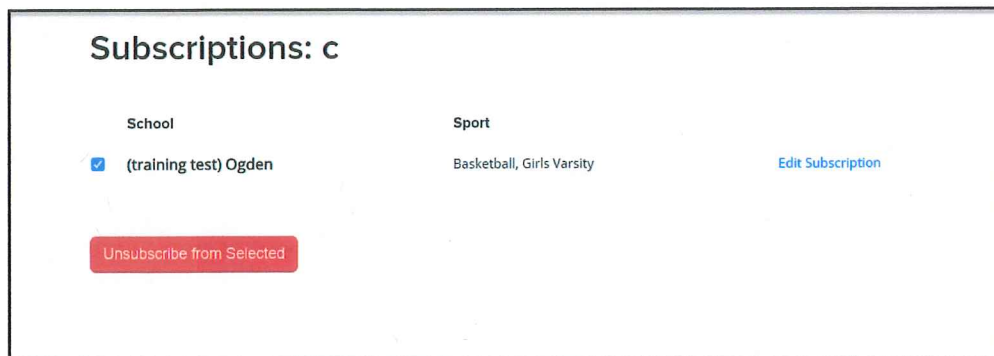 Subscriptions: c
School Sport
(training test) Ogden Basketball, Girls Varsity Edit Subscription
Unsubscribe from Selected